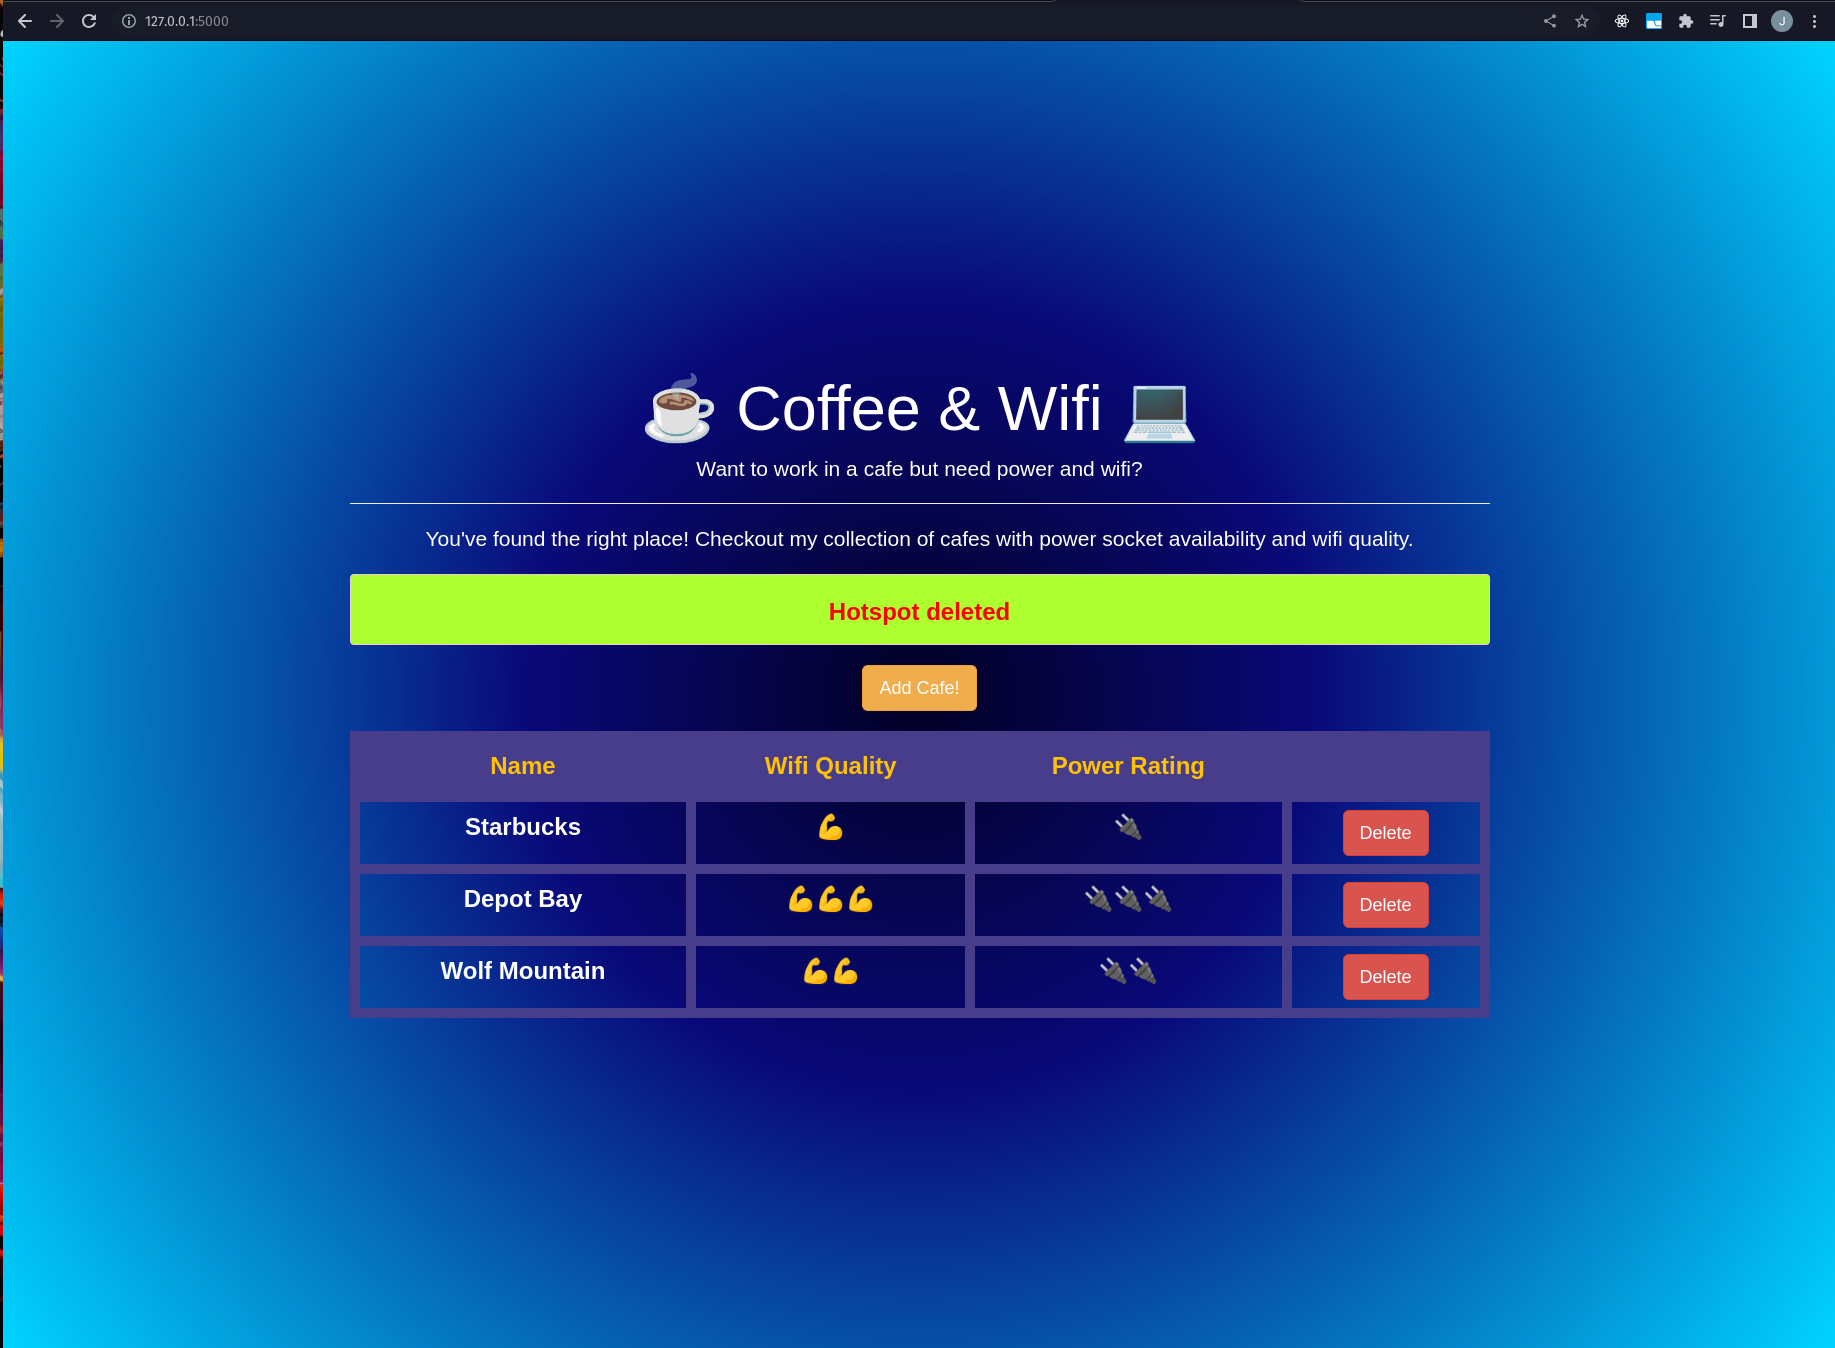 127.0.0.1:5000
J
☕ Coffee & Wifi 💻
Want to work in a cafe but need power and wifi?
You've found the right place! Checkout my collection of cafes with power socket availability and wifi quality.
Hotspot deleted
Add Cafe!
Name Wifi Quality Power Rating
Starbucks 💪 🔌 Delete
Depot Bay 💪💪💪 🔌🔌🔌 Delete
Wolf Mountain 💪💪 🔌🔌 Delete